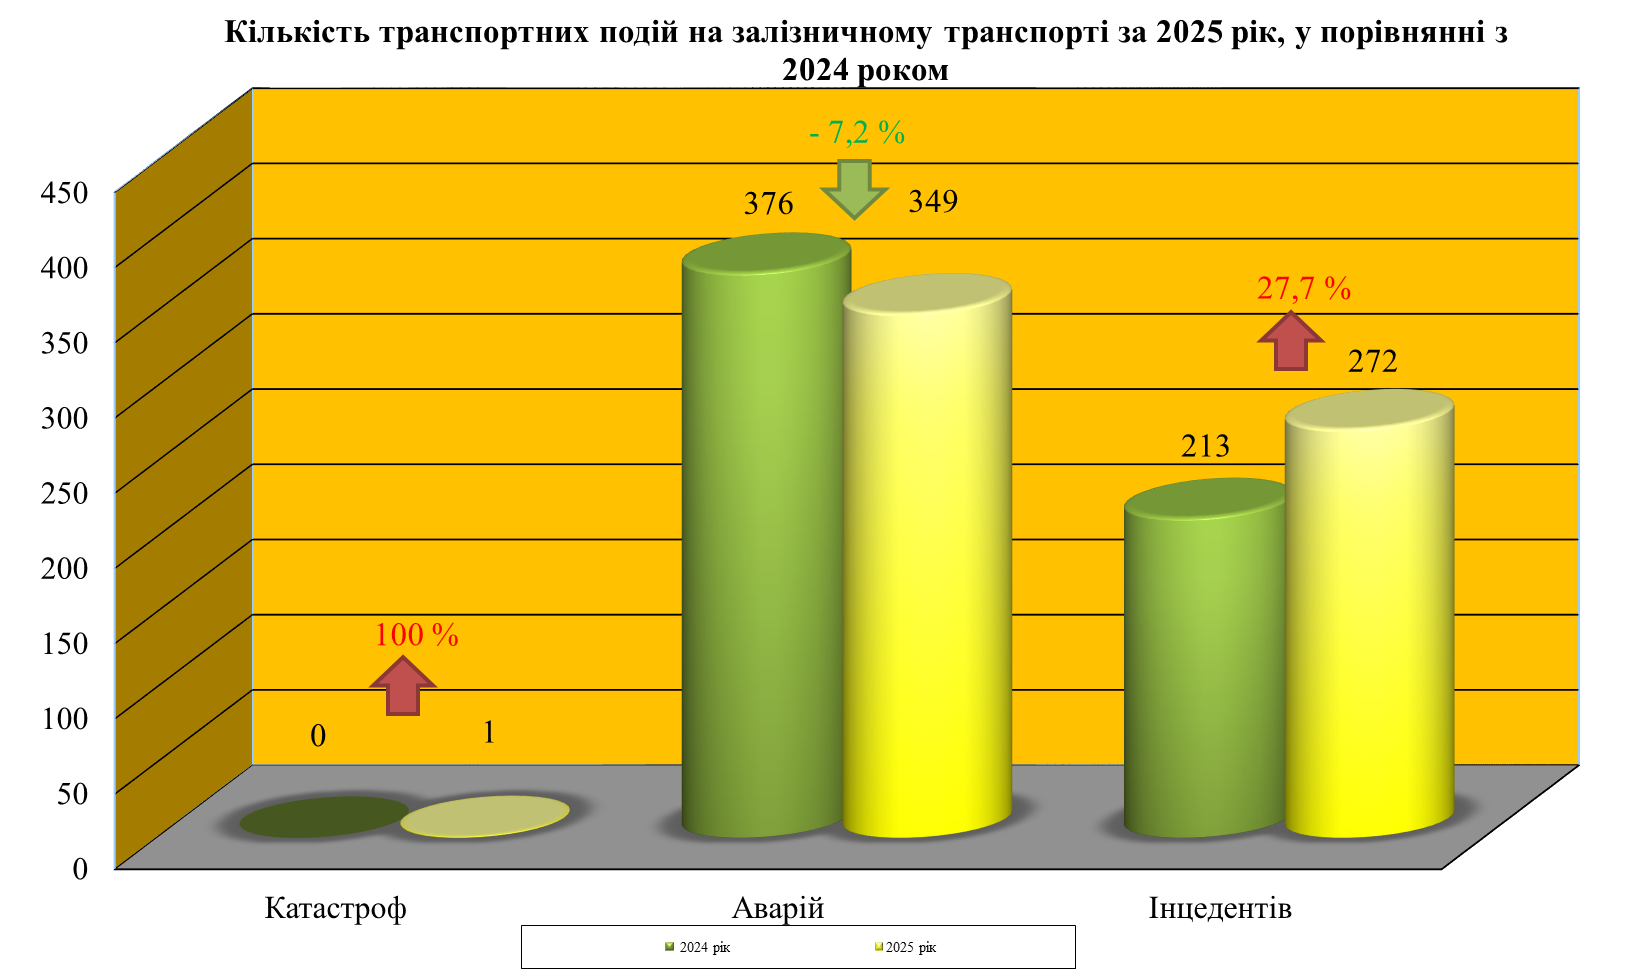 Кількість транспортних подій на залізничному транспорті за 2025 рік, у порівнянні з
2024 роком
- 7,2 %
450
376
349
400
27,7 %
350
272
300
213
250
200
150
100 %
100
0
1
50
0
Катастроф
Аварій
Інцедентів
2024 рік
2025 рік